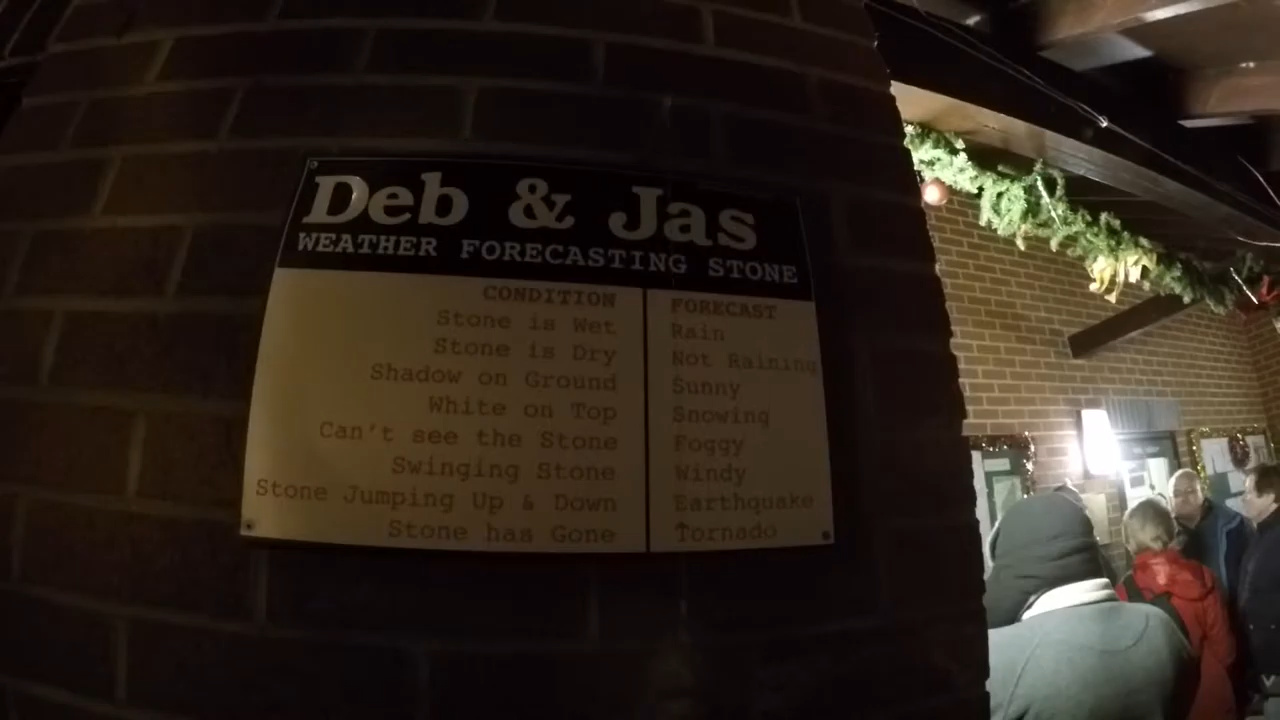 Deb & Jas
WEATHER FORECASTING STONE
CONDITION FORECAST
Stone is Wet Rain
Stone is Dry Not Raining
Shadow on Ground Sunny
White on Top Snowing
Can't see the Stone Foggy
Swinging Stone Windy
Stone Jumping Up & Down Earthquake
Stone has Gone Tornado